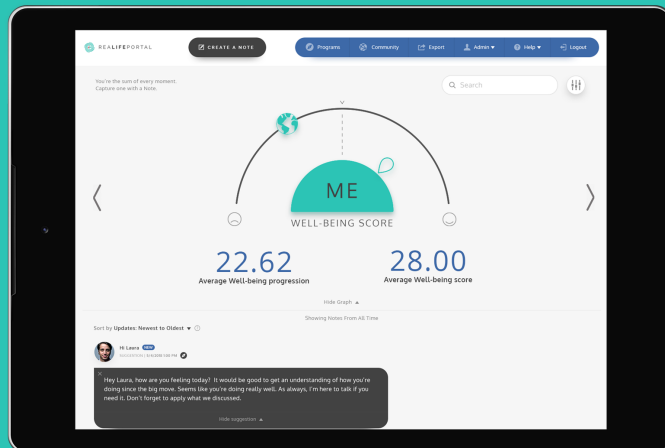 REALIFEPORTAL
CREATE A NOTE
Programs
Community
Export
Admin
Help
Logout
You're the sum of every moment.
Capture one with a Note.
Search
ME
WELL-BEING SCORE
22.62
Average Well-being progression
28.00
Average Well-being score
Hide Graph
Showing Notes From All Time
Sort by Updates: Newest to Oldest
Hi Laura NEW
Hey Laura, how are you feeling today? It would be good to get an understanding of how you're
doing since the big move. Seems like you're doing really well. As always, I'm here to talk if you
need it. Don't forget to apply what we discussed.
Hide suggestion